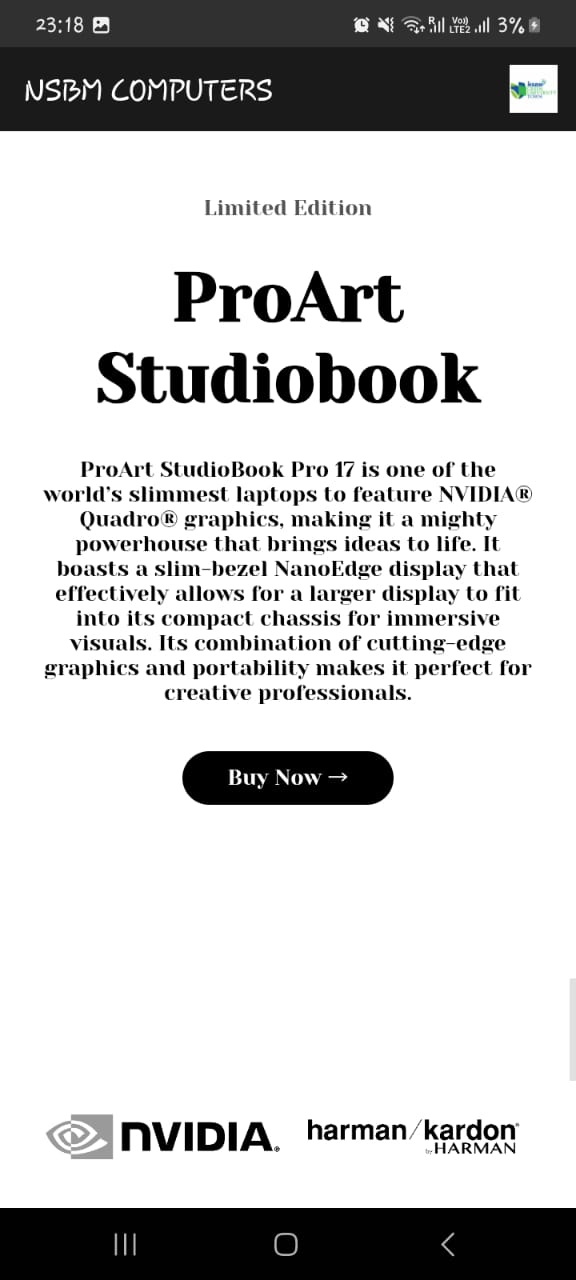 23:18
3%
NSBM COMPUTERS
Limited Edition
ProArt
Studiobook
ProArt StudioBook Pro 17 is one of the
world's slimmest laptops to feature NVIDIA®
Quadro® graphics, making it a mighty
powerhouse that brings ideas to life. It
boasts a slim-bezel NanoEdge display that
effectively allows for a larger display to fit
into its compact chassis for immersive
visuals. Its combination of cutting-edge
graphics and portability makes it perfect for
creative professionals.
Buy Now →
NVIDIA.
harman/kardon
by HARMAN